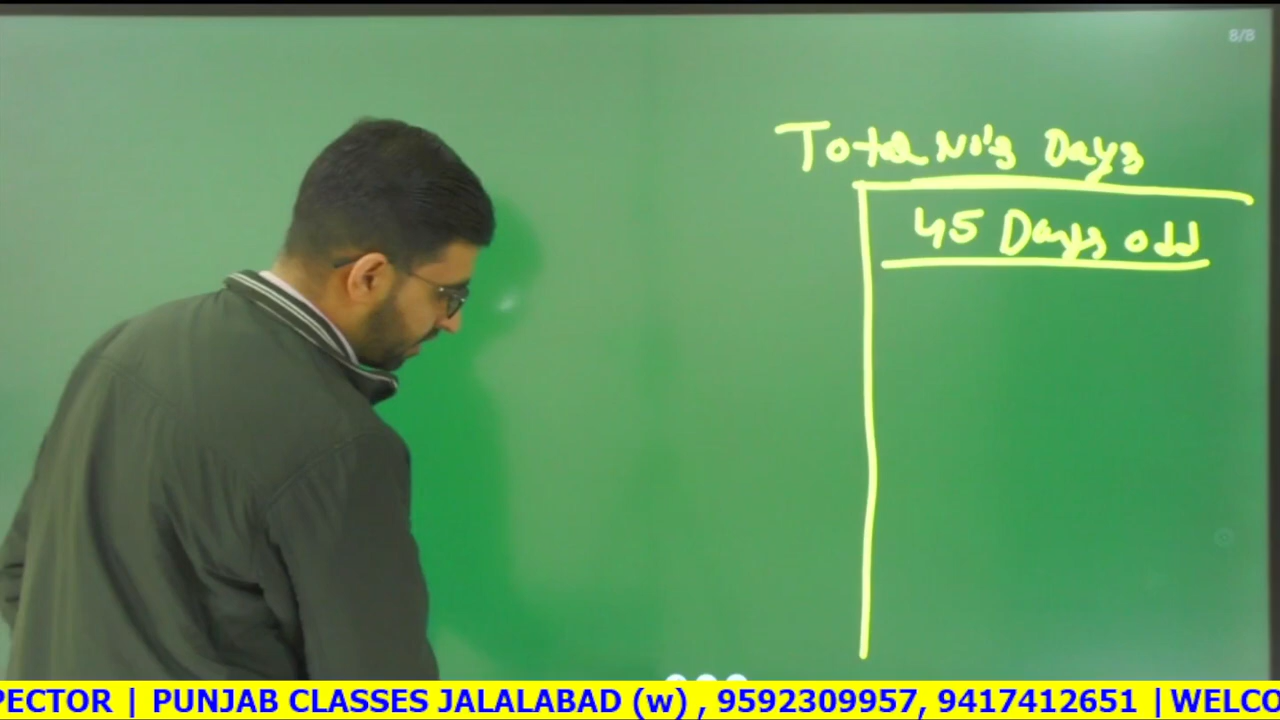 8/8
Total No's Days
45 Days odd
PECTOR | PUNJAB CLASSES JALALABAD (w) , 9592309957, 9417412651 | WELCO